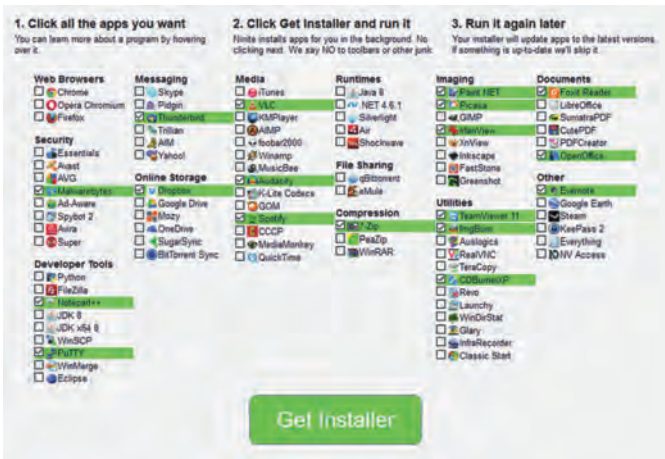 1. Click all the apps you want
You can learn more about a program by hovering
over it.
2. Click Get Installer and run it
Ninite installs apps for you in the background. No
clicking next. We say NO to toolbars or other junk.
3. Run it again later
Your installer will update apps to the latest versions.
If something is up-to-date we'll skip it.
Web Browsers
Chrome
Opera Chromium
Firefox
Security
Essentials
Avast
AVG
Malwarebytes
Ad-Aware
Spybot 2
Avira
Super
Developer Tools
Python
FileZilla
Notepad++
JDK 8
JDK x64 8
WinSCP
PuTTY
WinMerge
Eclipse
Messaging
Skype
Pidgin
Thunderbird
Trillian
AIM
Yahoo!
Online Storage
Dropbox
Google Drive
Mozy
OneDrive
SugarSync
BitTorrent Sync
Media
iTunes
VLC
KMPlayer
AIMP
foobar2000
Winamp
MusicBee
Audacity
K-Lite Codecs
GOM
Spotify
CCCP
MediaMonkey
QuickTime
Runtimes
Java 8
.NET 4.6.1
Silverlight
Air
Shockwave
File Sharing
qBittorrent
eMule
Compression
7-Zip
PeaZip
WinRAR
Imaging
Paint.NET
Picasa
GIMP
IrfanView
XnView
Inkscape
FastStone
Greenshot
Utilities
TeamViewer 11
ImgBurn
Auslogics
RealVNC
TeraCopy
CDBurnerXP
Revo
Launchy
WinDirStat
Glary
InfraRecorder
Classic Start
Documents
Foxit Reader
LibreOffice
SumatraPDF
CutePDF
PDFCreator
OpenOffice
Other
Evernote
Google Earth
Steam
KeePass 2
Everything
NV Access
Get Installer